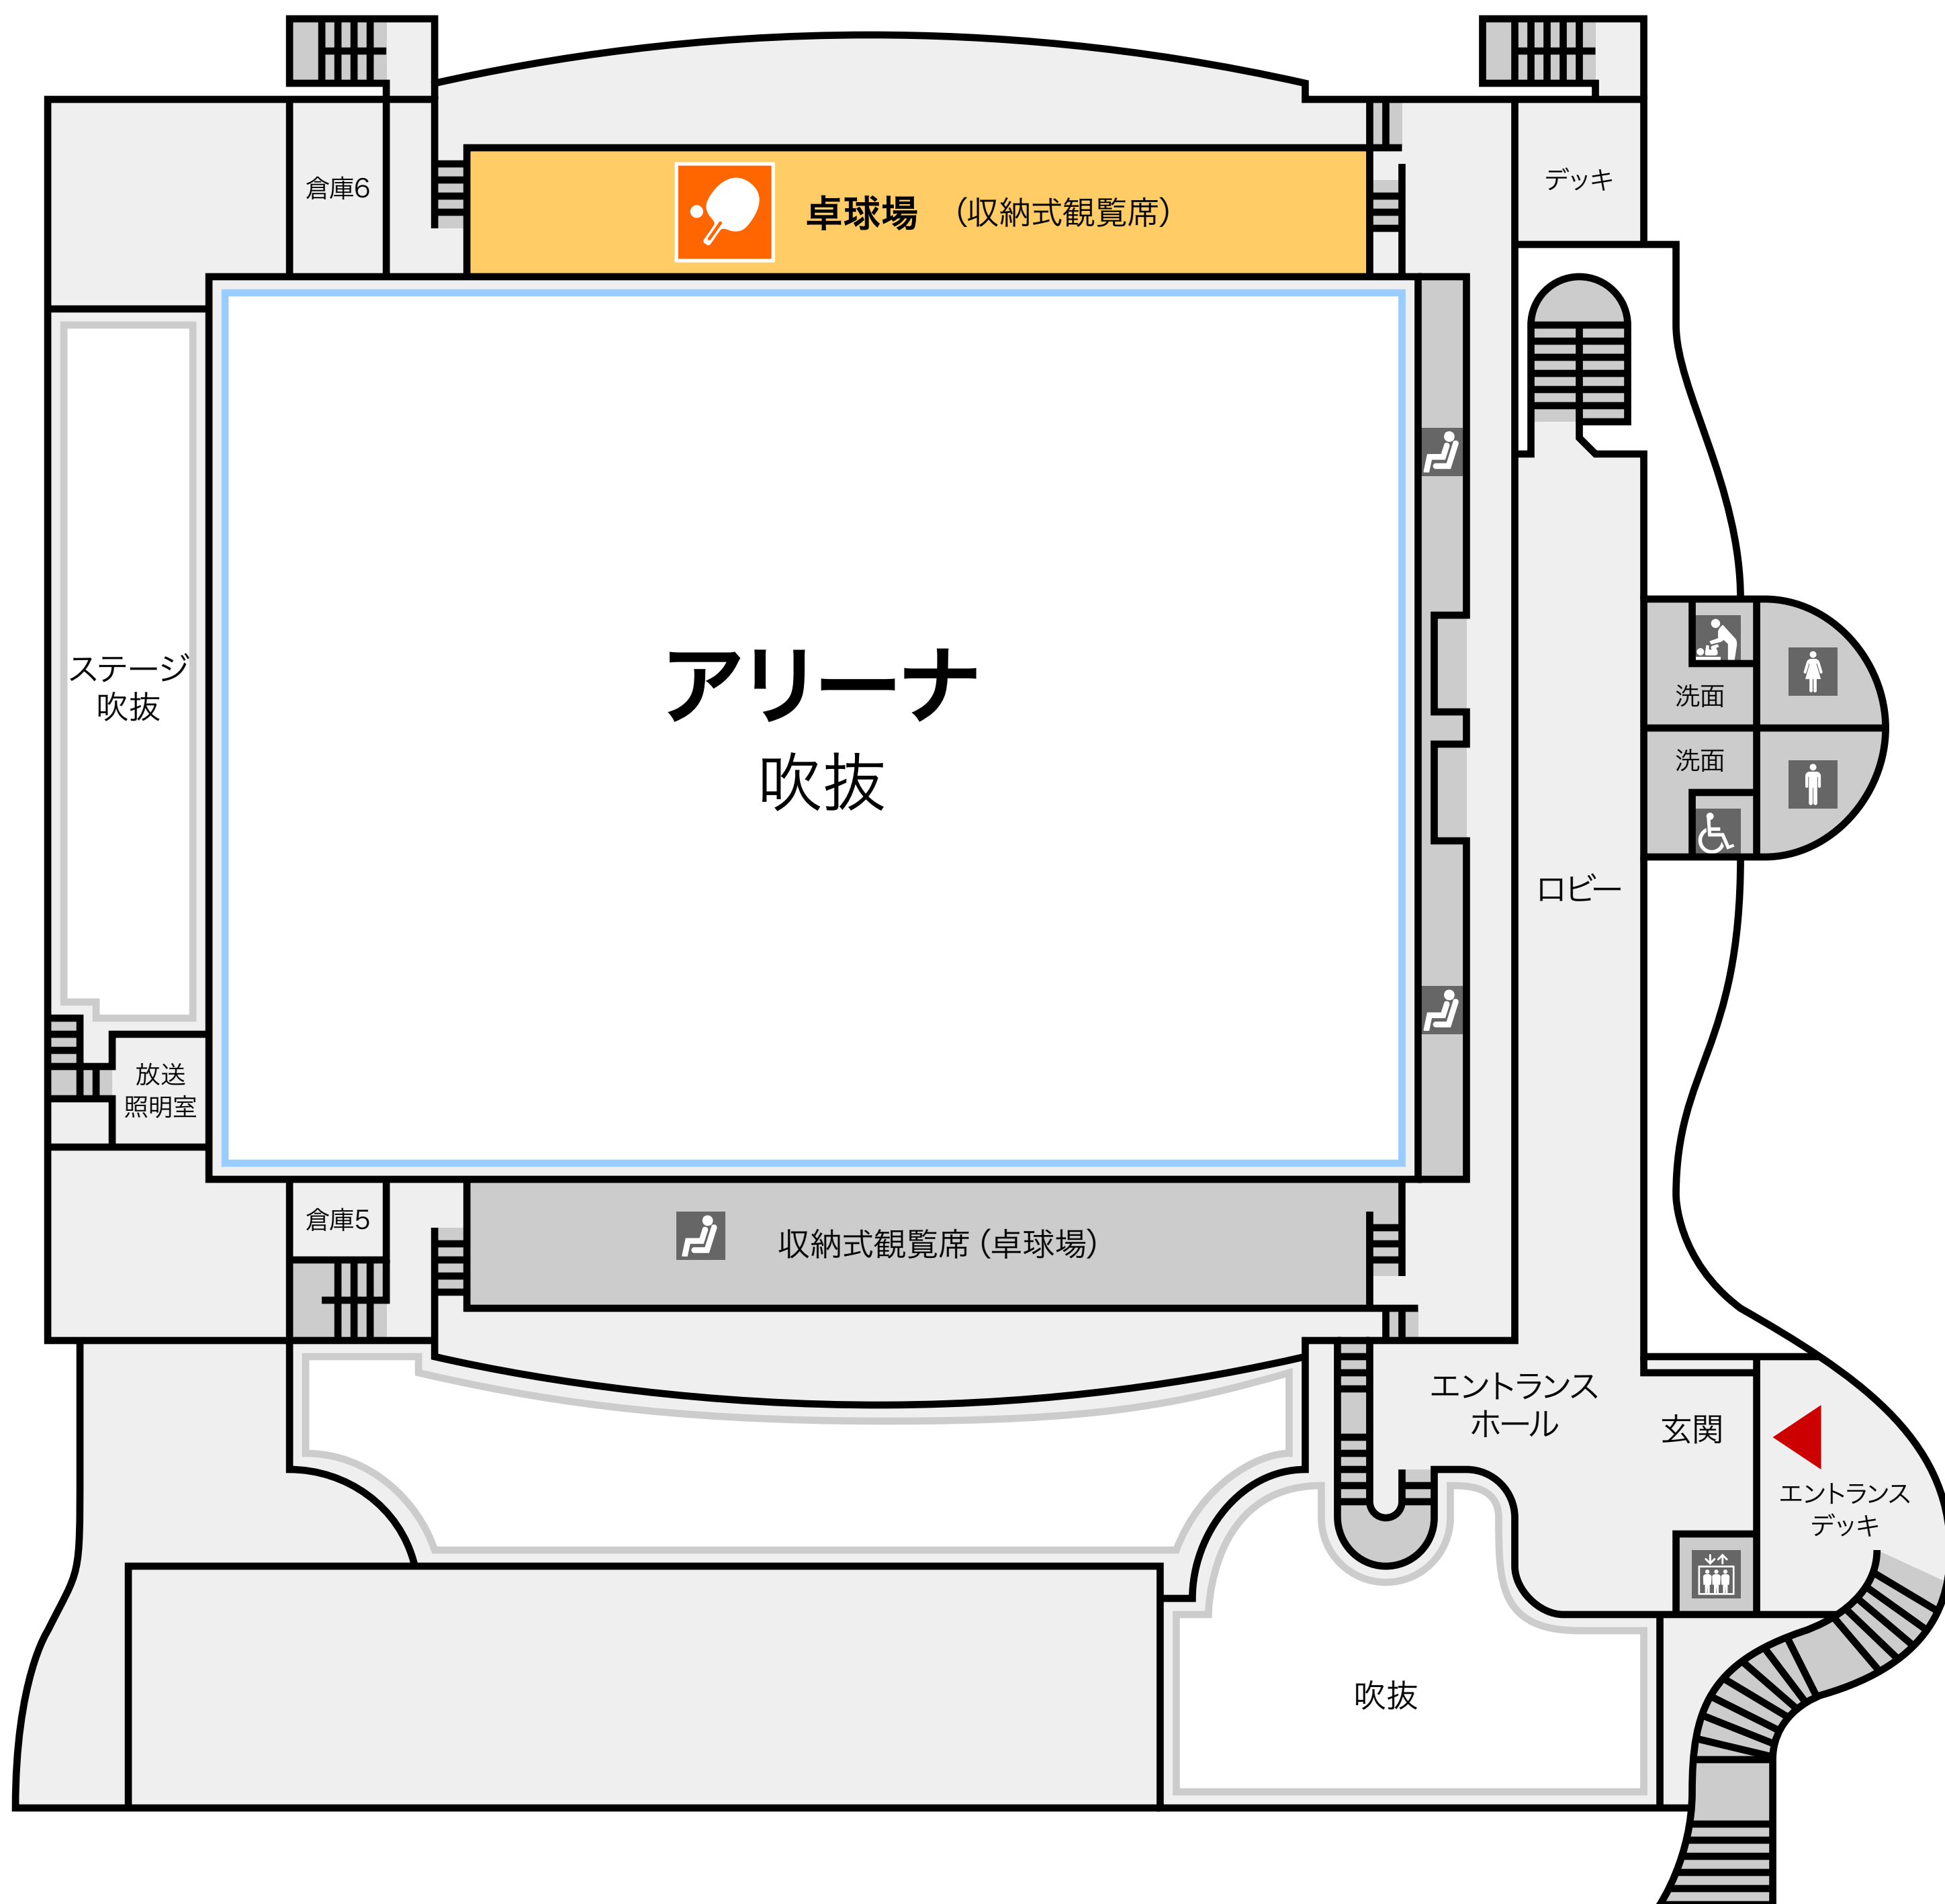 倉庫6
卓球場 (収納式観覧席)
デッキ
ステージ
吹抜
アリーナ
吹抜
洗面
洗面
ロビー
放送
照明室
倉庫5
収納式観覧席(卓球場)
エントランス
ホール
玄関
エントランス
デッキ
吹抜